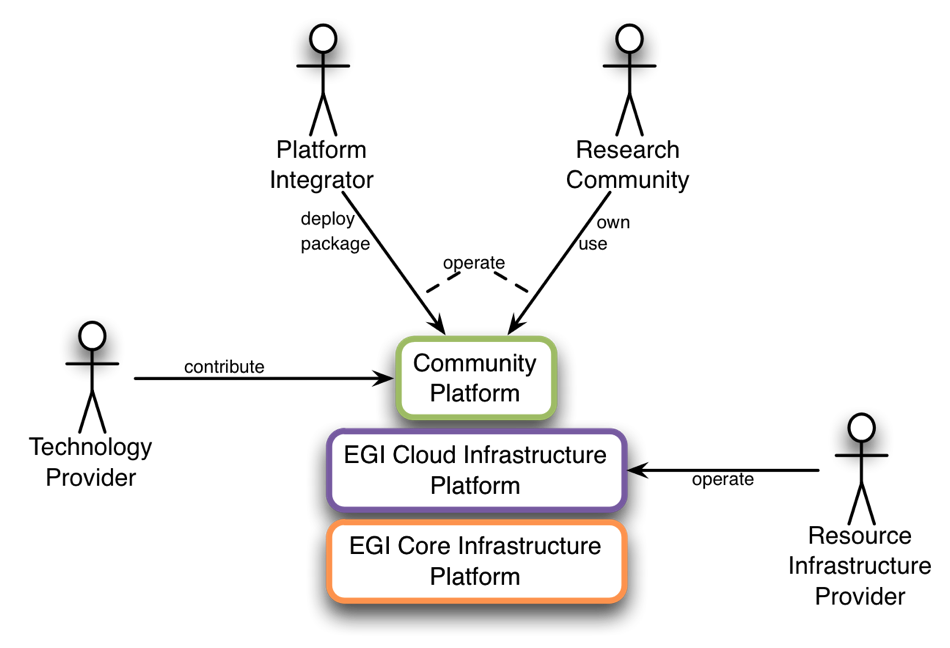 Platform
Integrator
Research
Community
deploy
package
own
use
operate
contribute
Community
Platform
Technology
Provider
EGI Cloud Infrastructure
Platform
operate
EGI Core Infrastructure
Platform
Resource
Infrastructure
Provider